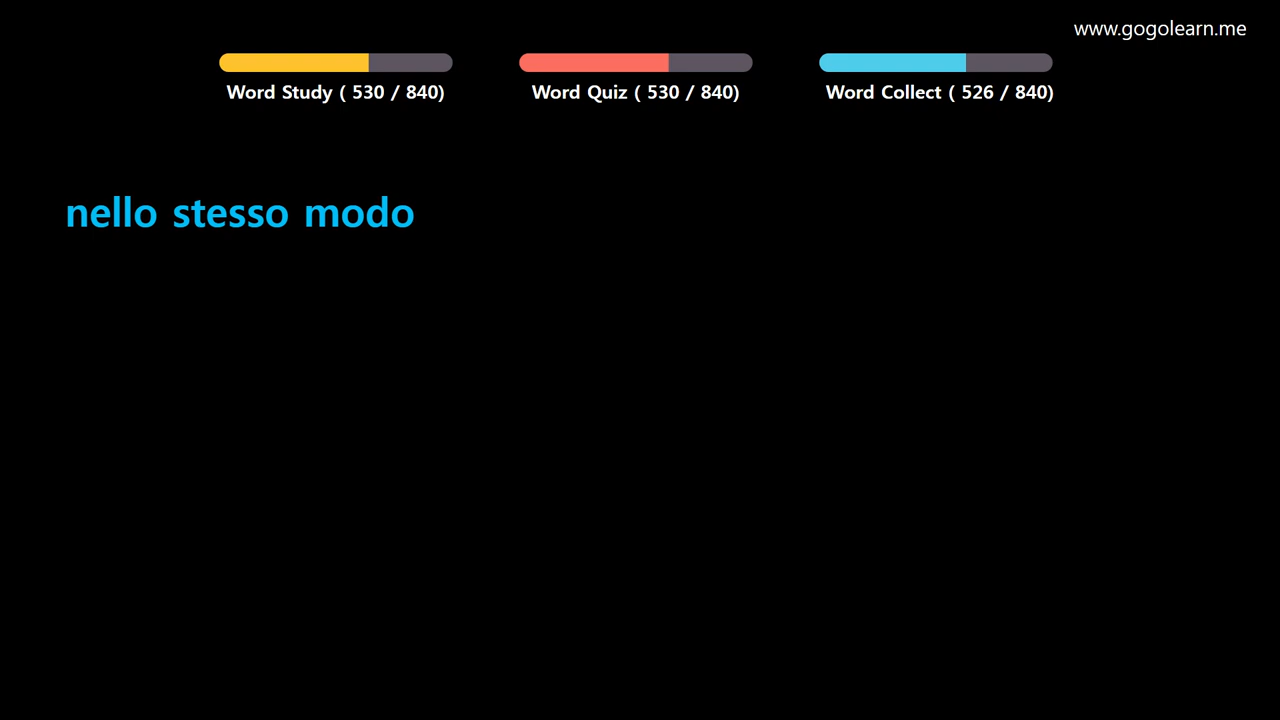 www.gogolearn.me
Word Study ( 530 / 840)
Word Quiz ( 530 / 840)
Word Collect ( 526 / 840)
nello stesso modo